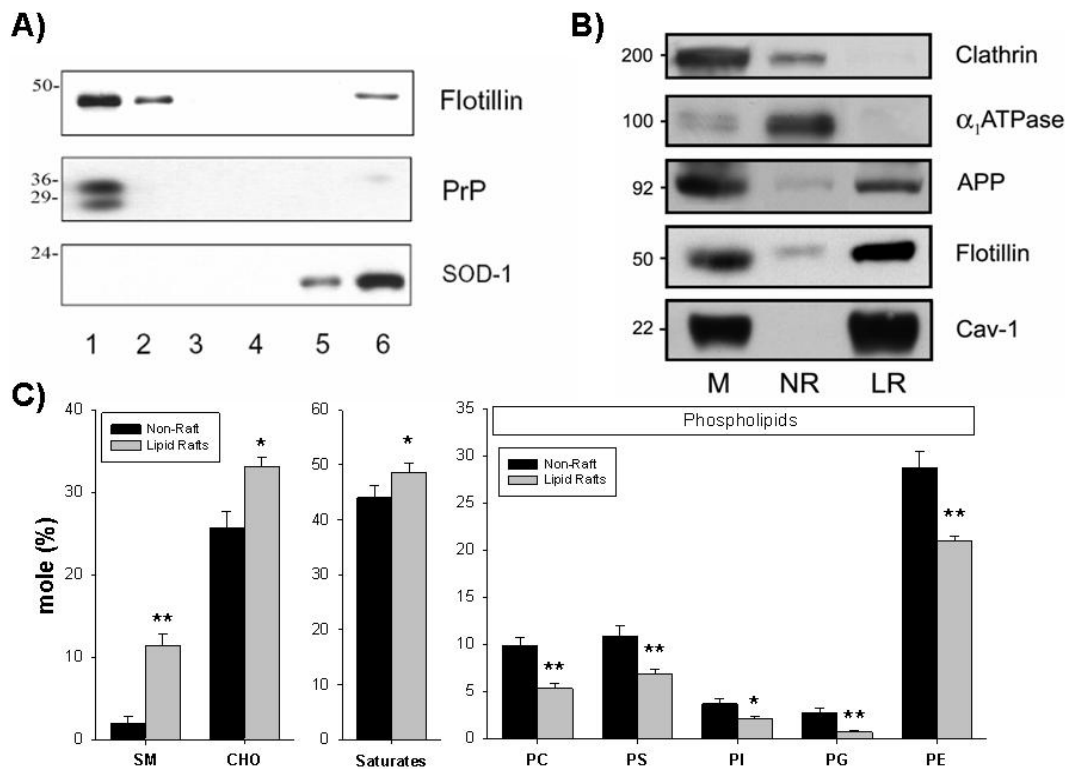 A)
50-
Flotillin
36-
29-
PrP
24-
SOD-1
1 2 3 4 5 6
B)
200
Clathrin
100
α₁ATPase
92
APP
50
Flotillin
22
Cav-1
M NR LR
C)
mole (%)
40
30
20
10
0
Non-Raft
Lipid Rafts
**
*
SM CHO
60
50
40
30
20
10
0
*
Saturates
35
30
25
20
15
10
5
0
Phospholipids
Non-Raft
Lipid Rafts
** ** * ** **
PC PS PI PG PE